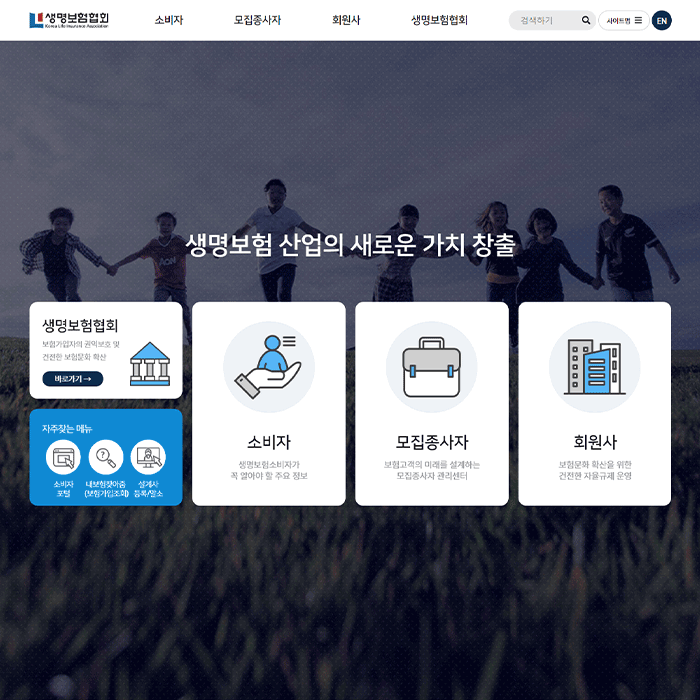 생명보험협회
Korea Life Insurance Association
소비자
모집종사자
회원사
생명보험협회
검색하기
사이트맵
EN
생명보험 산업의 새로운 가치 창출
생명보험협회
보험가입자의 권익보호 및
건전한 보험문화 확산
바로가기 →
자주찾는 메뉴
소비자
포털
내보험찾아줌
(보험가입조회)
설계사
등록/말소
소비자
생명보험소비자가
꼭 알아야 할 주요 정보
모집종사자
보험고객의 미래를 설계하는
모집종사자 관리센터
회원사
보험문화 확산을 위한
건전한 자율규제 운영